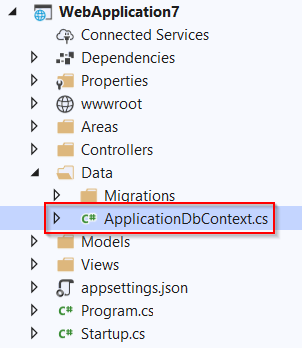 WebApplication7
Connected Services
Dependencies
Properties
wwwroot
Areas
Controllers
Data
Migrations
C# ApplicationDbContext.cs
Models
Views
appsettings.json
C# Program.cs
C# Startup.cs